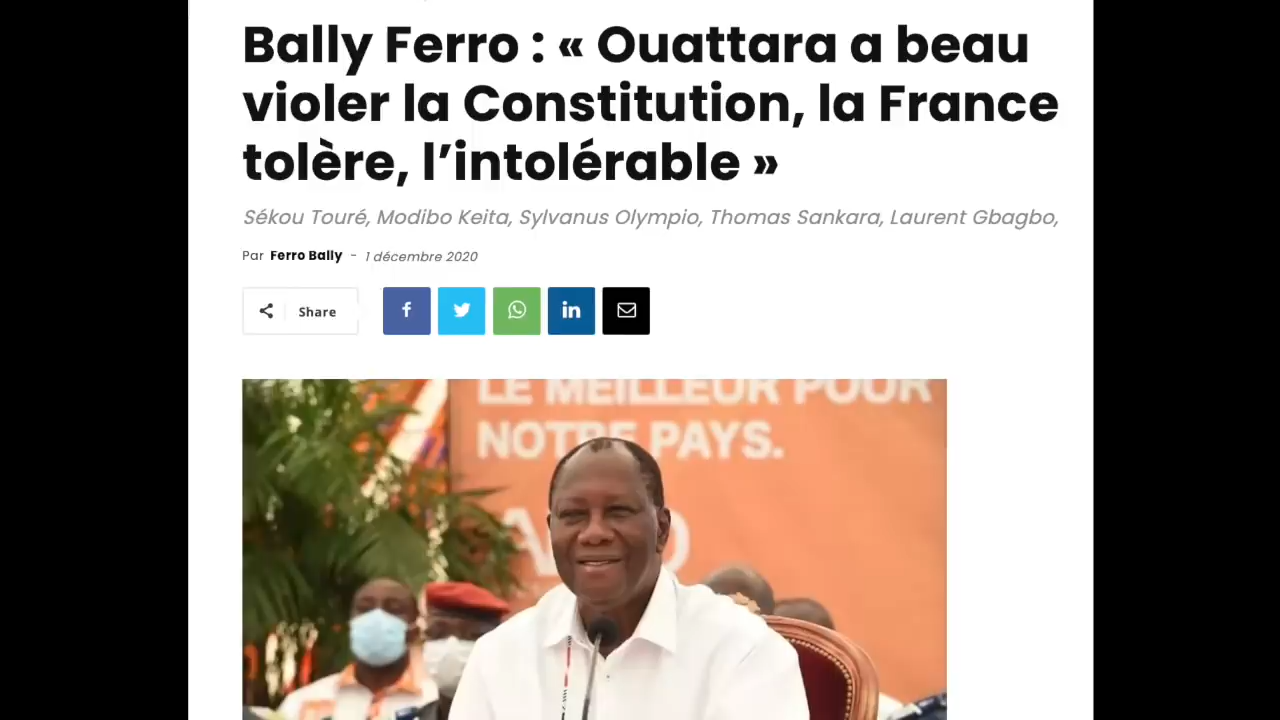 Bally Ferro : « Ouattara a beau
violer la Constitution, la France
tolère, l’intolérable »
Sékou Touré, Modibo Keita, Sylvanus Olympio, Thomas Sankara, Laurent Gbagbo,
Par Ferro Bally - 1 décembre 2020
Share
LE MEILLEUR POUR
NOTRE PAYS.